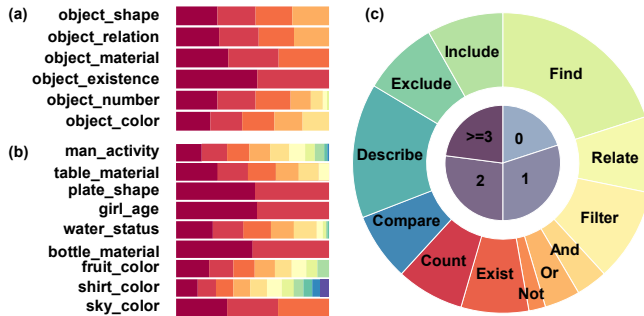 (a)
object_shape
object_relation
object_material
object_existence
object_number
object_color
(b)
man_activity
table_material
plate_shape
girl_age
water_status
bottle_material
fruit_color
shirt_color
sky_color
(c)
Include
Find
Exclude
Describe
Relate
Compare
Filter
Count
Exist
Not
Or
And
>=3
0
2
1